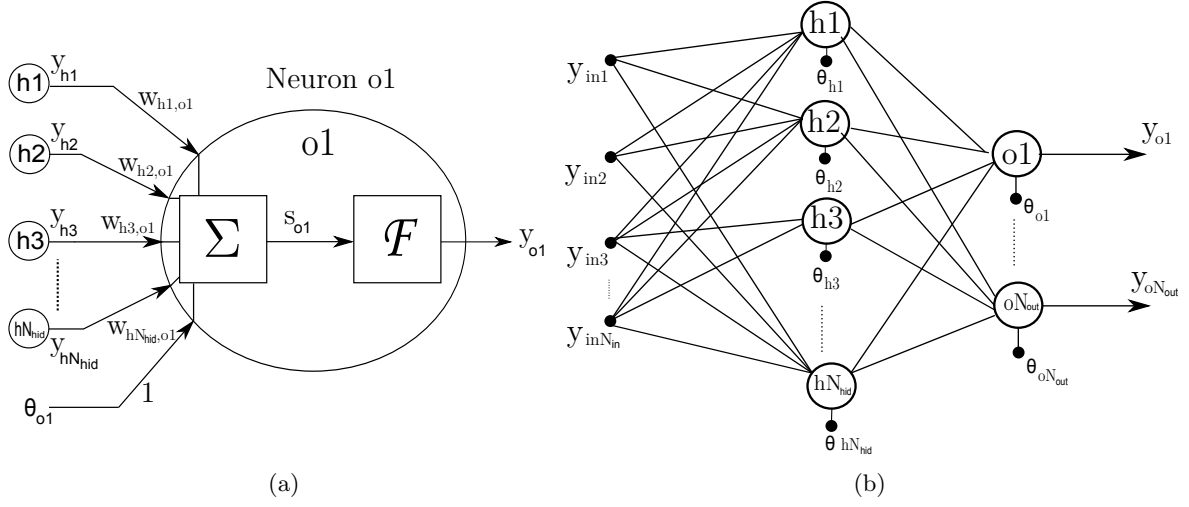 Neuron o1
o1
h1
y_h1
w_h1,o1
h2
y_h2
w_h2,o1
h3
y_h3
w_h3,o1
hN_hid
y_hN_hid
w_hN_hid,o1
θ_o1
1
Σ
s_o1
ℱ
y_o1
(a)
y_in1
y_in2
y_in3
y_inN_in
h1
θ_h1
h2
θ_h2
h3
θ_h3
hN_hid
θ_hN_hid
o1
θ_o1
y_o1
oN_out
θ_oN_out
y_oN_out
(b)